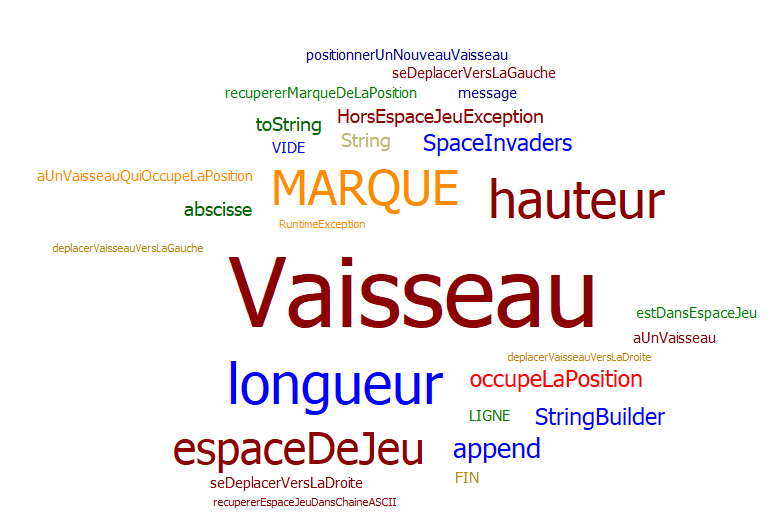 positionnerUnNouveauVaisseau
seDeplacerVersLaGauche
recupererMarqueDeLaPosition message
toString HorsEspaceJeuException
VIDE String SpaceInvaders
aUnVaisseauQuiOccupeLaPosition MARQUE hauteur
abscisse
RuntimeException
deplacerVaisseauVersLaGauche
Vaisseau
estDansEspaceJeu
aUnVaisseau
deplacerVaisseauVersLaDroite
longueur occupeLaPosition
LIGNE StringBuilder
espaceDeJeu append
seDeplacerVersLaDroite FIN
recupererEspaceJeuDansChaineASCII